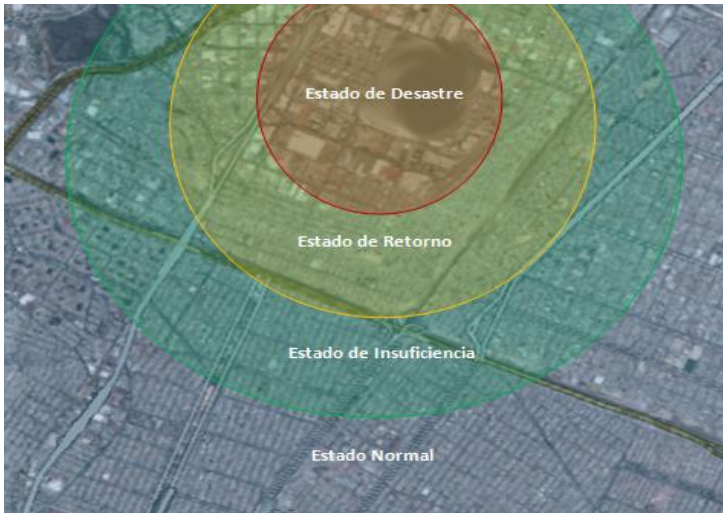 Estado de Desastre
Estado de Retorno
Estado de Insuficiencia
Estado Normal